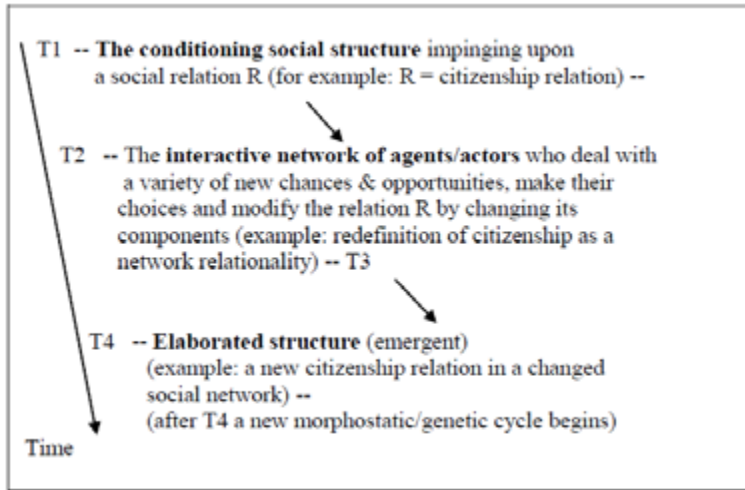 T1 -- The conditioning social structure impinging upon
a social relation R (for example: R = citizenship relation) --
T2 -- The interactive network of agents/actors who deal with
a variety of new chances & opportunities, make their
choices and modify the relation R by changing its
components (example: redefinition of citizenship as a
network relationality) -- T3
T4 -- Elaborated structure (emergent)
(example: a new citizenship relation in a changed
social network) --
(after T4 a new morphostatic/genetic cycle begins)
Time